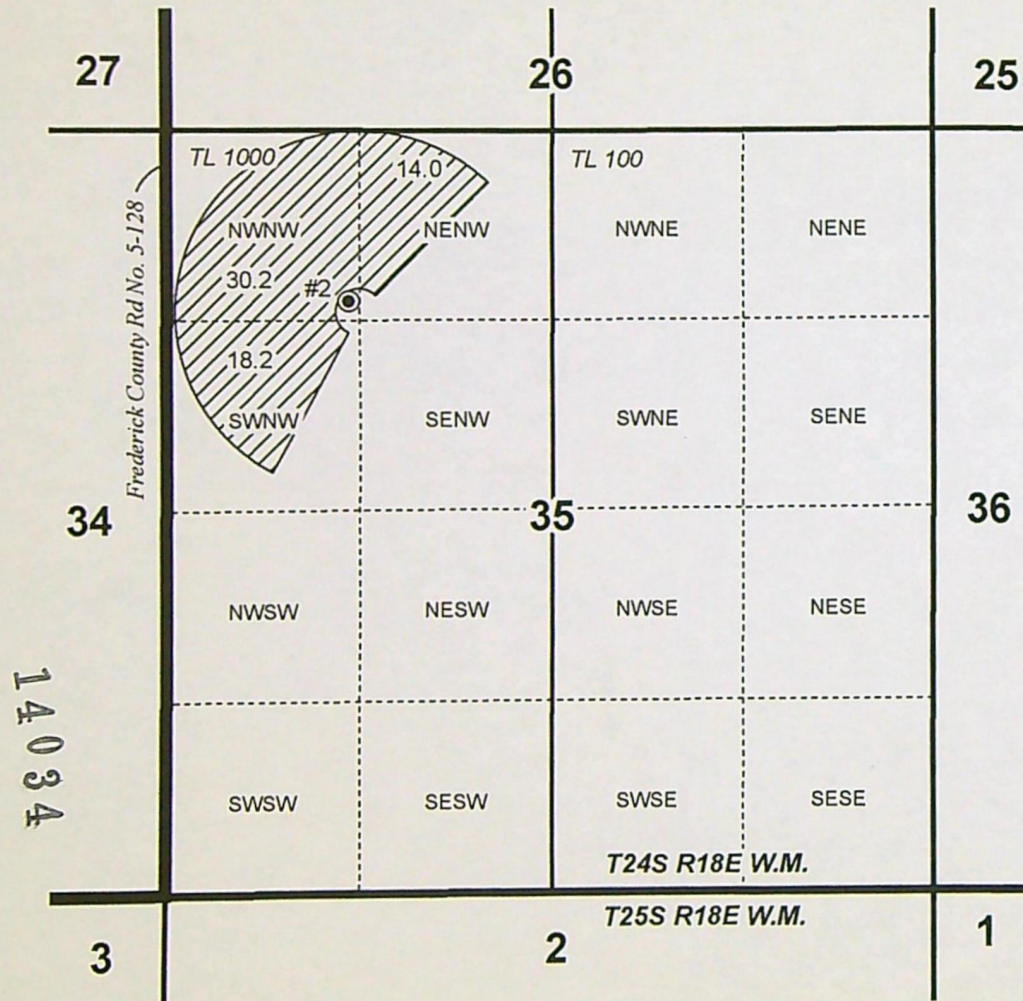 27
26
25
TL 1000
14.0
TL 100
NWNW
NENW
NWNE
NENE
30.2
#2
Frederick County Rd No. 5-128
18.2
SWNW
SENW
SWNE
SENE
34
35
36
NWSW
NESW
NWSE
NESE
14034
SWSW
SESW
SWSE
SESE
T24S R18E W.M.
T25S R18E W.M.
3
2
1